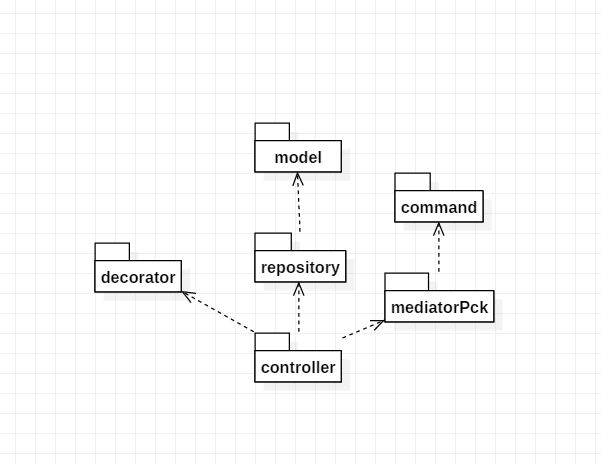 model
command
decorator
repository
mediatorPck
controller